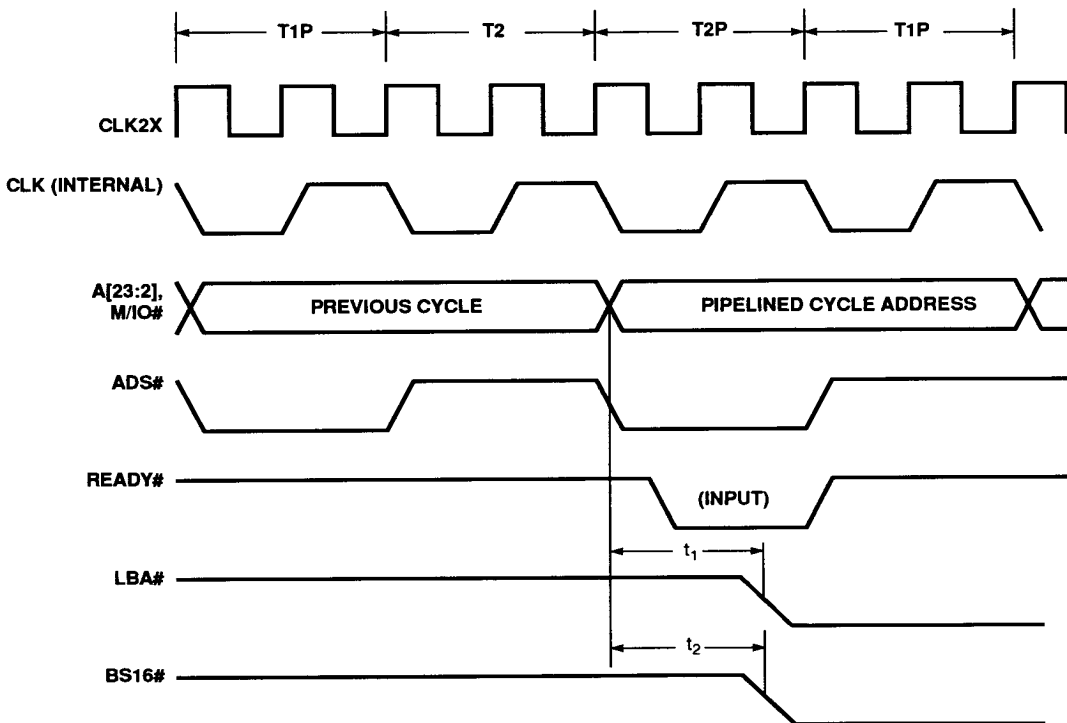 T1P T2 T2P T1P
CLK2X
CLK (INTERNAL)
A[23:2],
M/IO#
PREVIOUS CYCLE PIPELINED CYCLE ADDRESS
ADS#
READY#
(INPUT)
t1
LBA#
t2
BS16#